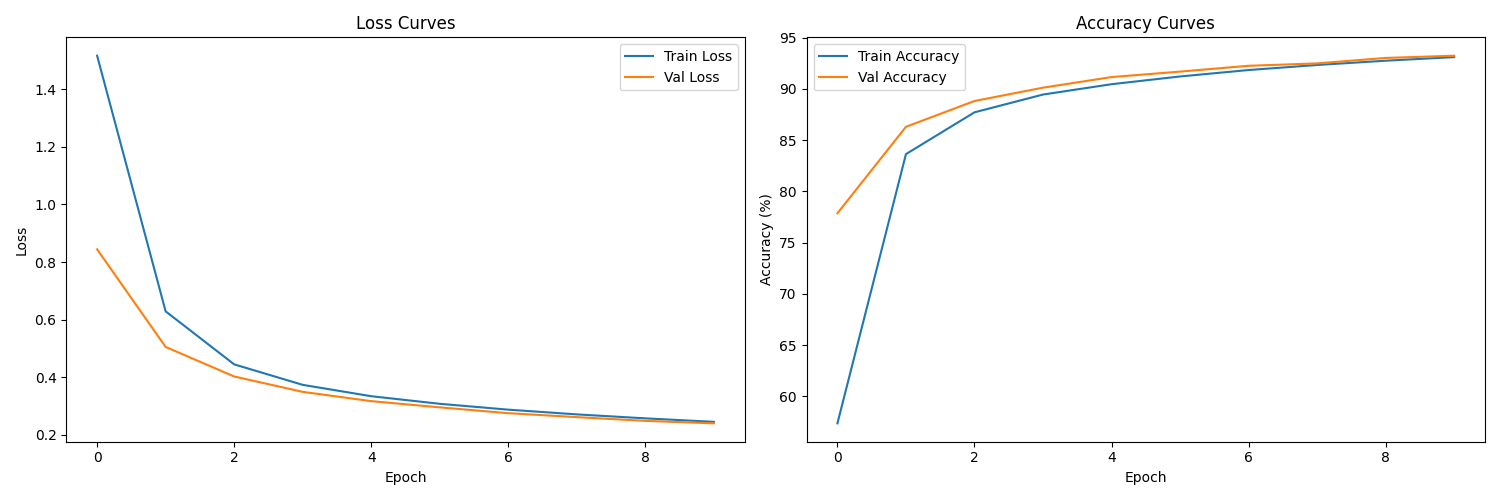 Loss Curves
Train Loss
Val Loss
1.4
1.2
1.0
0.8
0.6
0.4
0.2
Loss
0 2 4 6 8
Epoch
Accuracy Curves
Train Accuracy
Val Accuracy
95
90
85
80
75
70
65
60
Accuracy (%)
0 2 4 6 8
Epoch